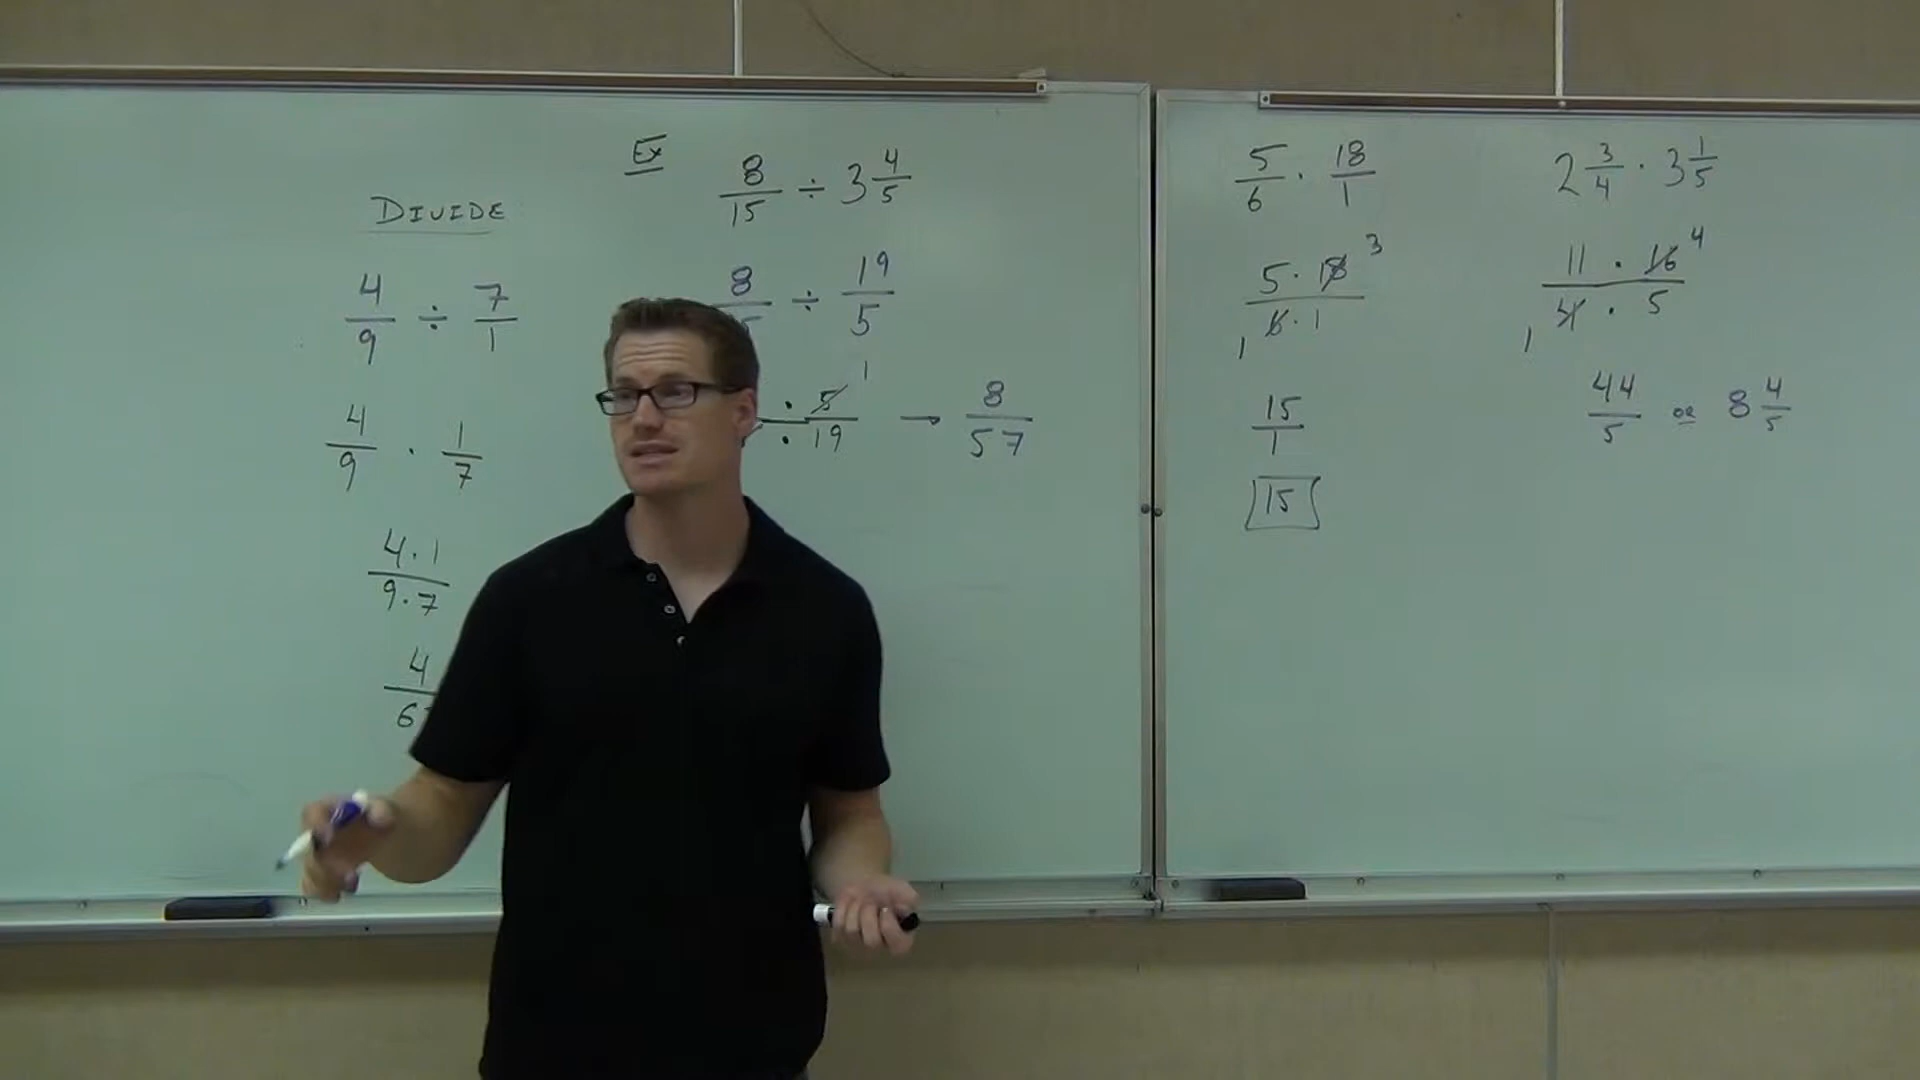 DIVIDE
4/9 ÷ 7/1
4/9 · 1/7
4·1 / 9·7
4/6
Ex
8/15 ÷ 3 4/5
8 ÷ 19/5
· 5 1 / · 19 → 8/57
5/6 · 18/1
5 · 18 3 / 1 6 · 1
15/1
15
2 3/4 · 3 1/5
11 · 16 4 / 1 4 · 5
44/5 or 8 4/5